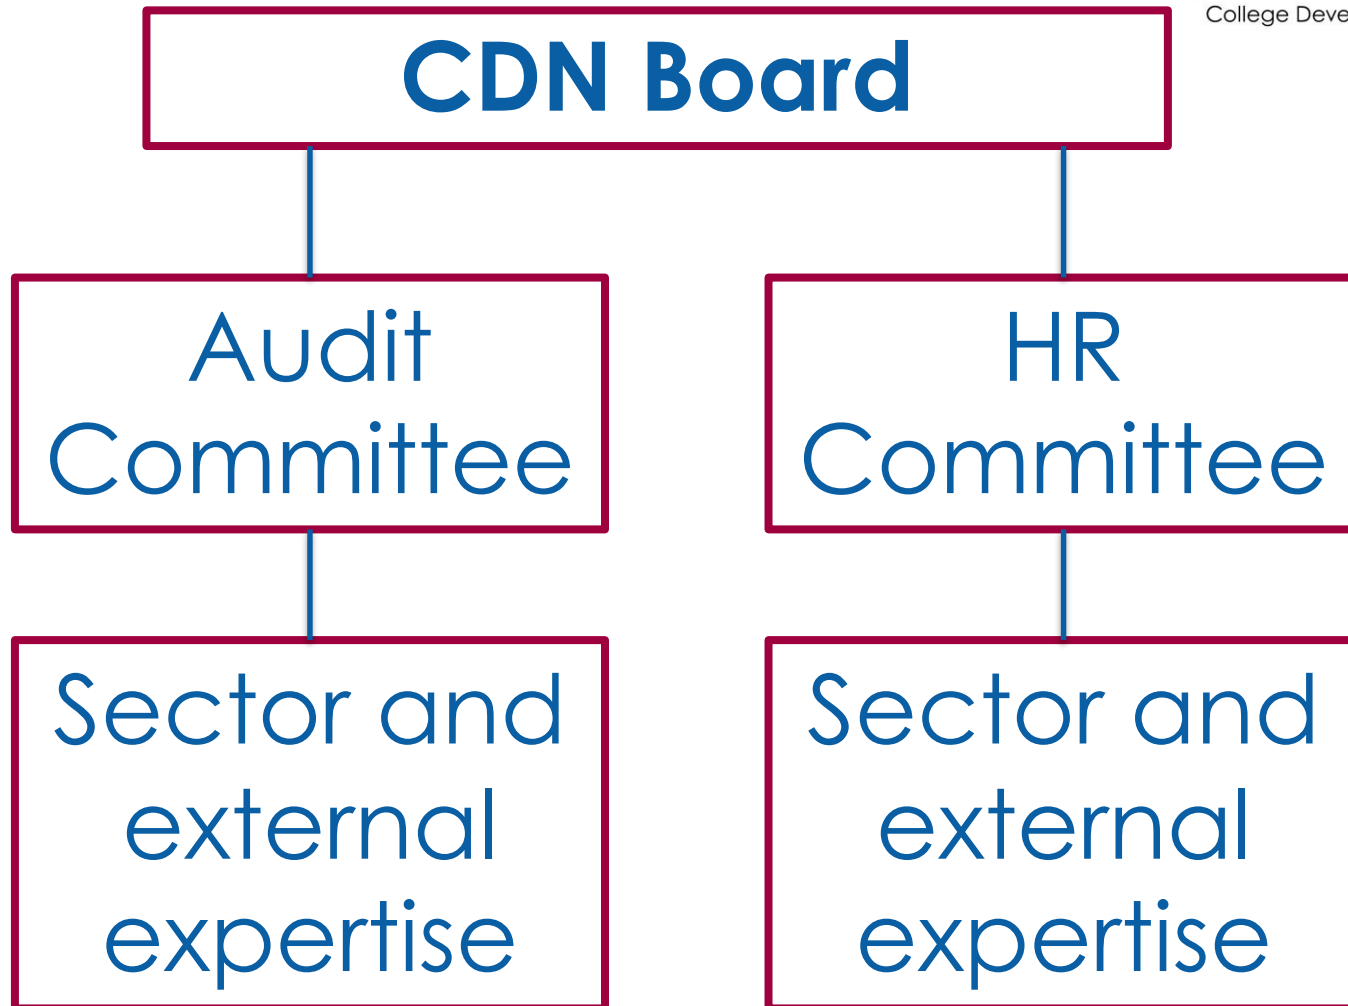 College Deve
CDN Board
Audit
Committee
HR
Committee
Sector and
external
expertise
Sector and
external
expertise